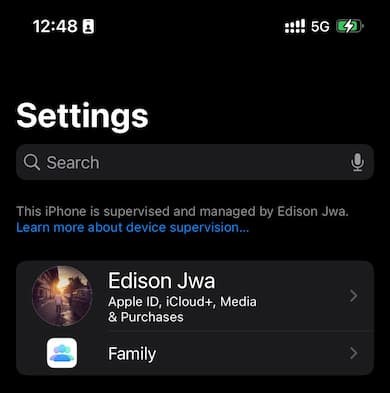 12:48 5G
Settings
Search
This iPhone is supervised and managed by Edison Jwa.
Learn more about device supervision...
Edison Jwa
Apple ID, iCloud+, Media
& Purchases
Family